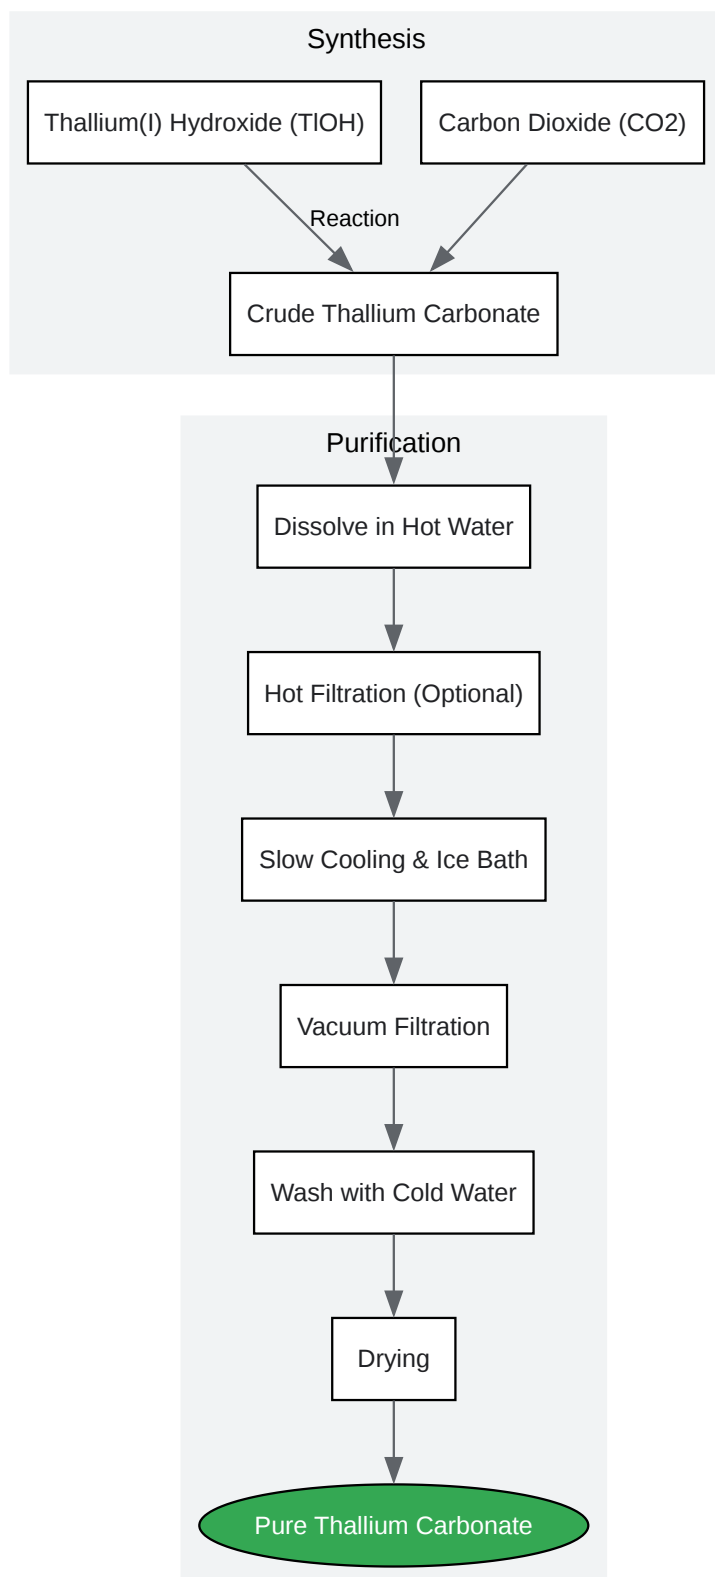 Synthesis
Thallium(I) Hydroxide (TlOH)
Carbon Dioxide (CO2)
Reaction
Crude Thallium Carbonate
Purification
Dissolve in Hot Water
Hot Filtration (Optional)
Slow Cooling & Ice Bath
Vacuum Filtration
Wash with Cold Water
Drying
Pure Thallium Carbonate